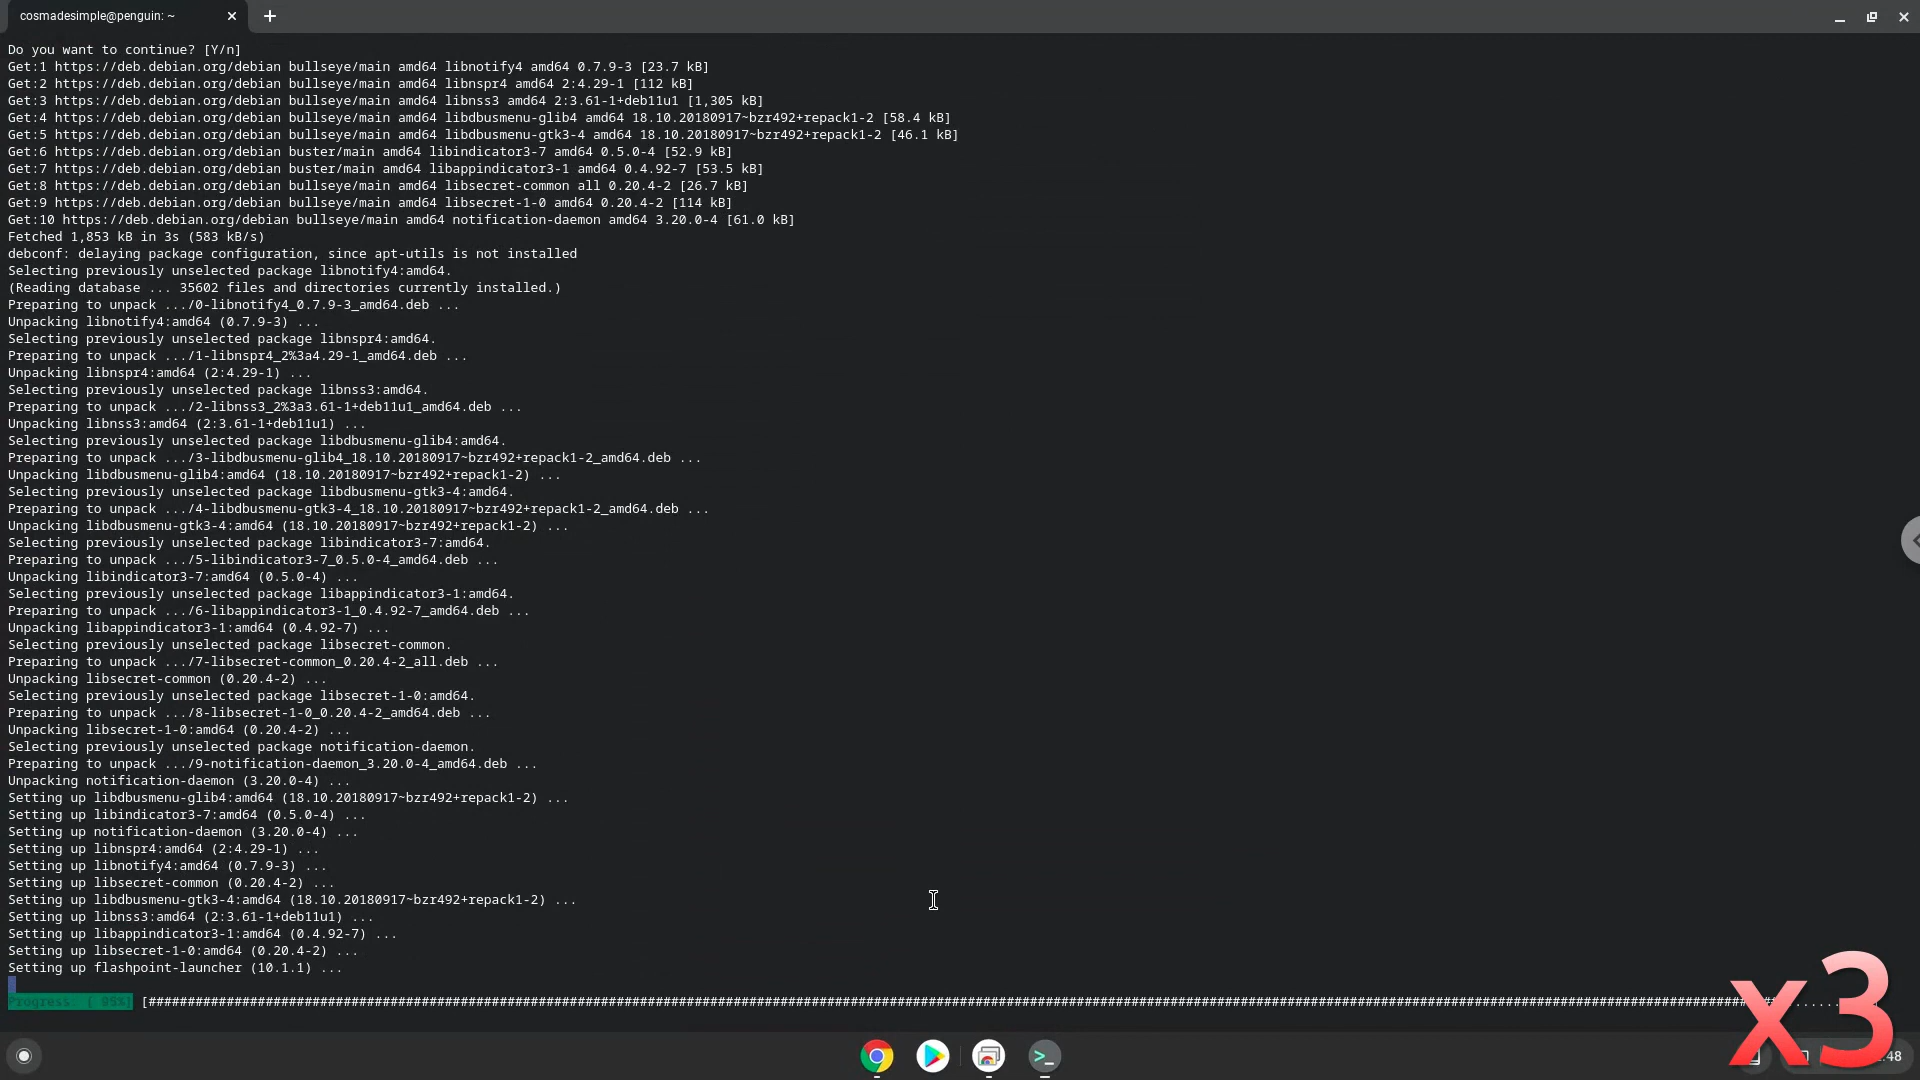 cosmadesimple@penguin: ~
Do you want to continue? [Y/n]
Get:1 https://deb.debian.org/debian bullseye/main amd64 libnotify4 amd64 0.7.9-3 [23.7 kB]
Get:2 https://deb.debian.org/debian bullseye/main amd64 libnspr4 amd64 2:4.29-1 [112 kB]
Get:3 https://deb.debian.org/debian bullseye/main amd64 libnss3 amd64 2:3.61-1+deb11u1 [1,305 kB]
Get:4 https://deb.debian.org/debian bullseye/main amd64 libdbusmenu-glib4 amd64 18.10.20180917~bzr492+repack1-2 [58.4 kB]
Get:5 https://deb.debian.org/debian bullseye/main amd64 libdbusmenu-gtk3-4 amd64 18.10.20180917~bzr492+repack1-2 [46.1 kB]
Get:6 https://deb.debian.org/debian buster/main amd64 libindicator3-7 amd64 0.5.0-4 [52.9 kB]
Get:7 https://deb.debian.org/debian buster/main amd64 libappindicator3-1 amd64 0.4.92-7 [53.5 kB]
Get:8 https://deb.debian.org/debian bullseye/main amd64 libsecret-common all 0.20.4-2 [26.7 kB]
Get:9 https://deb.debian.org/debian bullseye/main amd64 libsecret-1-0 amd64 0.20.4-2 [114 kB]
Get:10 https://deb.debian.org/debian bullseye/main amd64 notification-daemon amd64 3.20.0-4 [61.0 kB]
Fetched 1,853 kB in 3s (583 kB/s)
debconf: delaying package configuration, since apt-utils is not installed
Selecting previously unselected package libnotify4:amd64.
(Reading database ... 35602 files and directories currently installed.)
Preparing to unpack .../0-libnotify4_0.7.9-3_amd64.deb ...
Unpacking libnotify4:amd64 (0.7.9-3) ...
Selecting previously unselected package libnspr4:amd64.
Preparing to unpack .../1-libnspr4_2%3a4.29-1_amd64.deb ...
Unpacking libnspr4:amd64 (2:4.29-1) ...
Selecting previously unselected package libnss3:amd64.
Preparing to unpack .../2-libnss3_2%3a3.61-1+deb11u1_amd64.deb ...
Unpacking libnss3:amd64 (2:3.61-1+deb11u1) ...
Selecting previously unselected package libdbusmenu-glib4:amd64.
Preparing to unpack .../3-libdbusmenu-glib4_18.10.20180917~bzr492+repack1-2_amd64.deb ...
Unpacking libdbusmenu-glib4:amd64 (18.10.20180917~bzr492+repack1-2) ...
Selecting previously unselected package libdbusmenu-gtk3-4:amd64.
Preparing to unpack .../4-libdbusmenu-gtk3-4_18.10.20180917~bzr492+repack1-2_amd64.deb ...
Unpacking libdbusmenu-gtk3-4:amd64 (18.10.20180917~bzr492+repack1-2) ...
Selecting previously unselected package libindicator3-7:amd64.
Preparing to unpack .../5-libindicator3-7_0.5.0-4_amd64.deb ...
Unpacking libindicator3-7:amd64 (0.5.0-4) ...
Selecting previously unselected package libappindicator3-1:amd64.
Preparing to unpack .../6-libappindicator3-1_0.4.92-7_amd64.deb ...
Unpacking libappindicator3-1:amd64 (0.4.92-7) ...
Selecting previously unselected package libsecret-common.
Preparing to unpack .../7-libsecret-common_0.20.4-2_all.deb ...
Unpacking libsecret-common (0.20.4-2) ...
Selecting previously unselected package libsecret-1-0:amd64.
Preparing to unpack .../8-libsecret-1-0_0.20.4-2_amd64.deb ...
Unpacking libsecret-1-0:amd64 (0.20.4-2) ...
Selecting previously unselected package notification-daemon.
Preparing to unpack .../9-notification-daemon_3.20.0-4_amd64.deb ...
Unpacking notification-daemon (3.20.0-4) ...
Setting up libdbusmenu-glib4:amd64 (18.10.20180917~bzr492+repack1-2) ...
Setting up libindicator3-7:amd64 (0.5.0-4) ...
Setting up notification-daemon (3.20.0-4) ...
Setting up libnspr4:amd64 (2:4.29-1) ...
Setting up libnotify4:amd64 (0.7.9-3) ...
Setting up libsecret-common (0.20.4-2) ...
Setting up libdbusmenu-gtk3-4:amd64 (18.10.20180917~bzr492+repack1-2) ...
Setting up libnss3:amd64 (2:3.61-1+deb11u1) ...
Setting up libappindicator3-1:amd64 (0.4.92-7) ...
Setting up libsecret-1-0:amd64 (0.20.4-2) ...
Setting up flashpoint-launcher (10.1.1) ...
Progress:
x3
:48